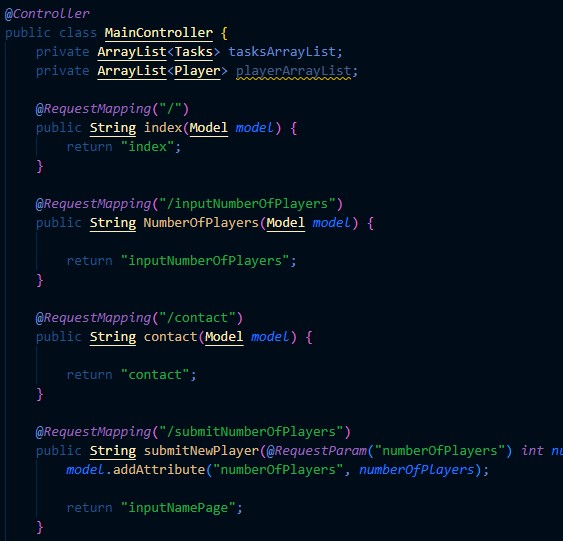 @Controller
public class MainController {
    private ArrayList<Tasks> tasksArrayList;
    private ArrayList<Player> playerArrayList;
    @RequestMapping("/")
    public String index(Model model) {
        return "index";
    }
    @RequestMapping("/inputNumberOfPlayers")
    public String NumberOfPlayers(Model model) {
        return "inputNumberOfPlayers";
    }
    @RequestMapping("/contact")
    public String contact(Model model) {
        return "contact";
    }
    @RequestMapping("/submitNumberOfPlayers")
    public String submitNewPlayer(@RequestParam("numberOfPlayers") int nu
        model.addAttribute("numberOfPlayers", numberOfPlayers);
        return "inputNamePage";
    }